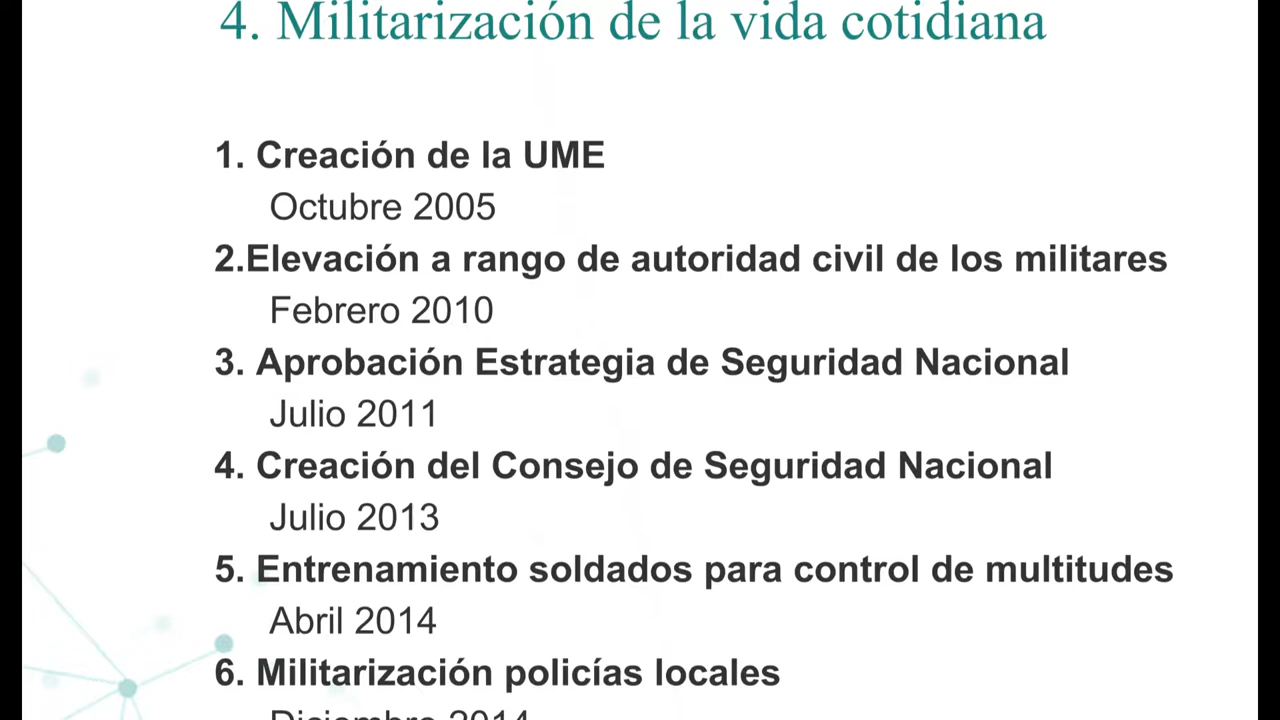 4. Militarización de la vida cotidiana
1. Creación de la UME
Octubre 2005
2.Elevación a rango de autoridad civil de los militares
Febrero 2010
3. Aprobación Estrategia de Seguridad Nacional
Julio 2011
4. Creación del Consejo de Seguridad Nacional
Julio 2013
5. Entrenamiento soldados para control de multitudes
Abril 2014
6. Militarización policías locales
Diciembre 2014